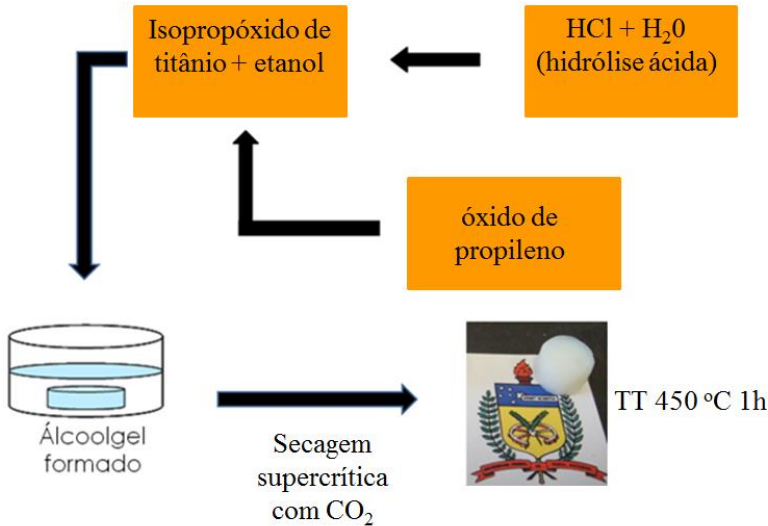 Isopropóxido de
titânio + etanol
HCl + H₂0
(hidrólise ácida)
óxido de
propileno
Álcoolgel
formado
Secagem
supercrítica
com CO₂
TT 450 ºC 1h